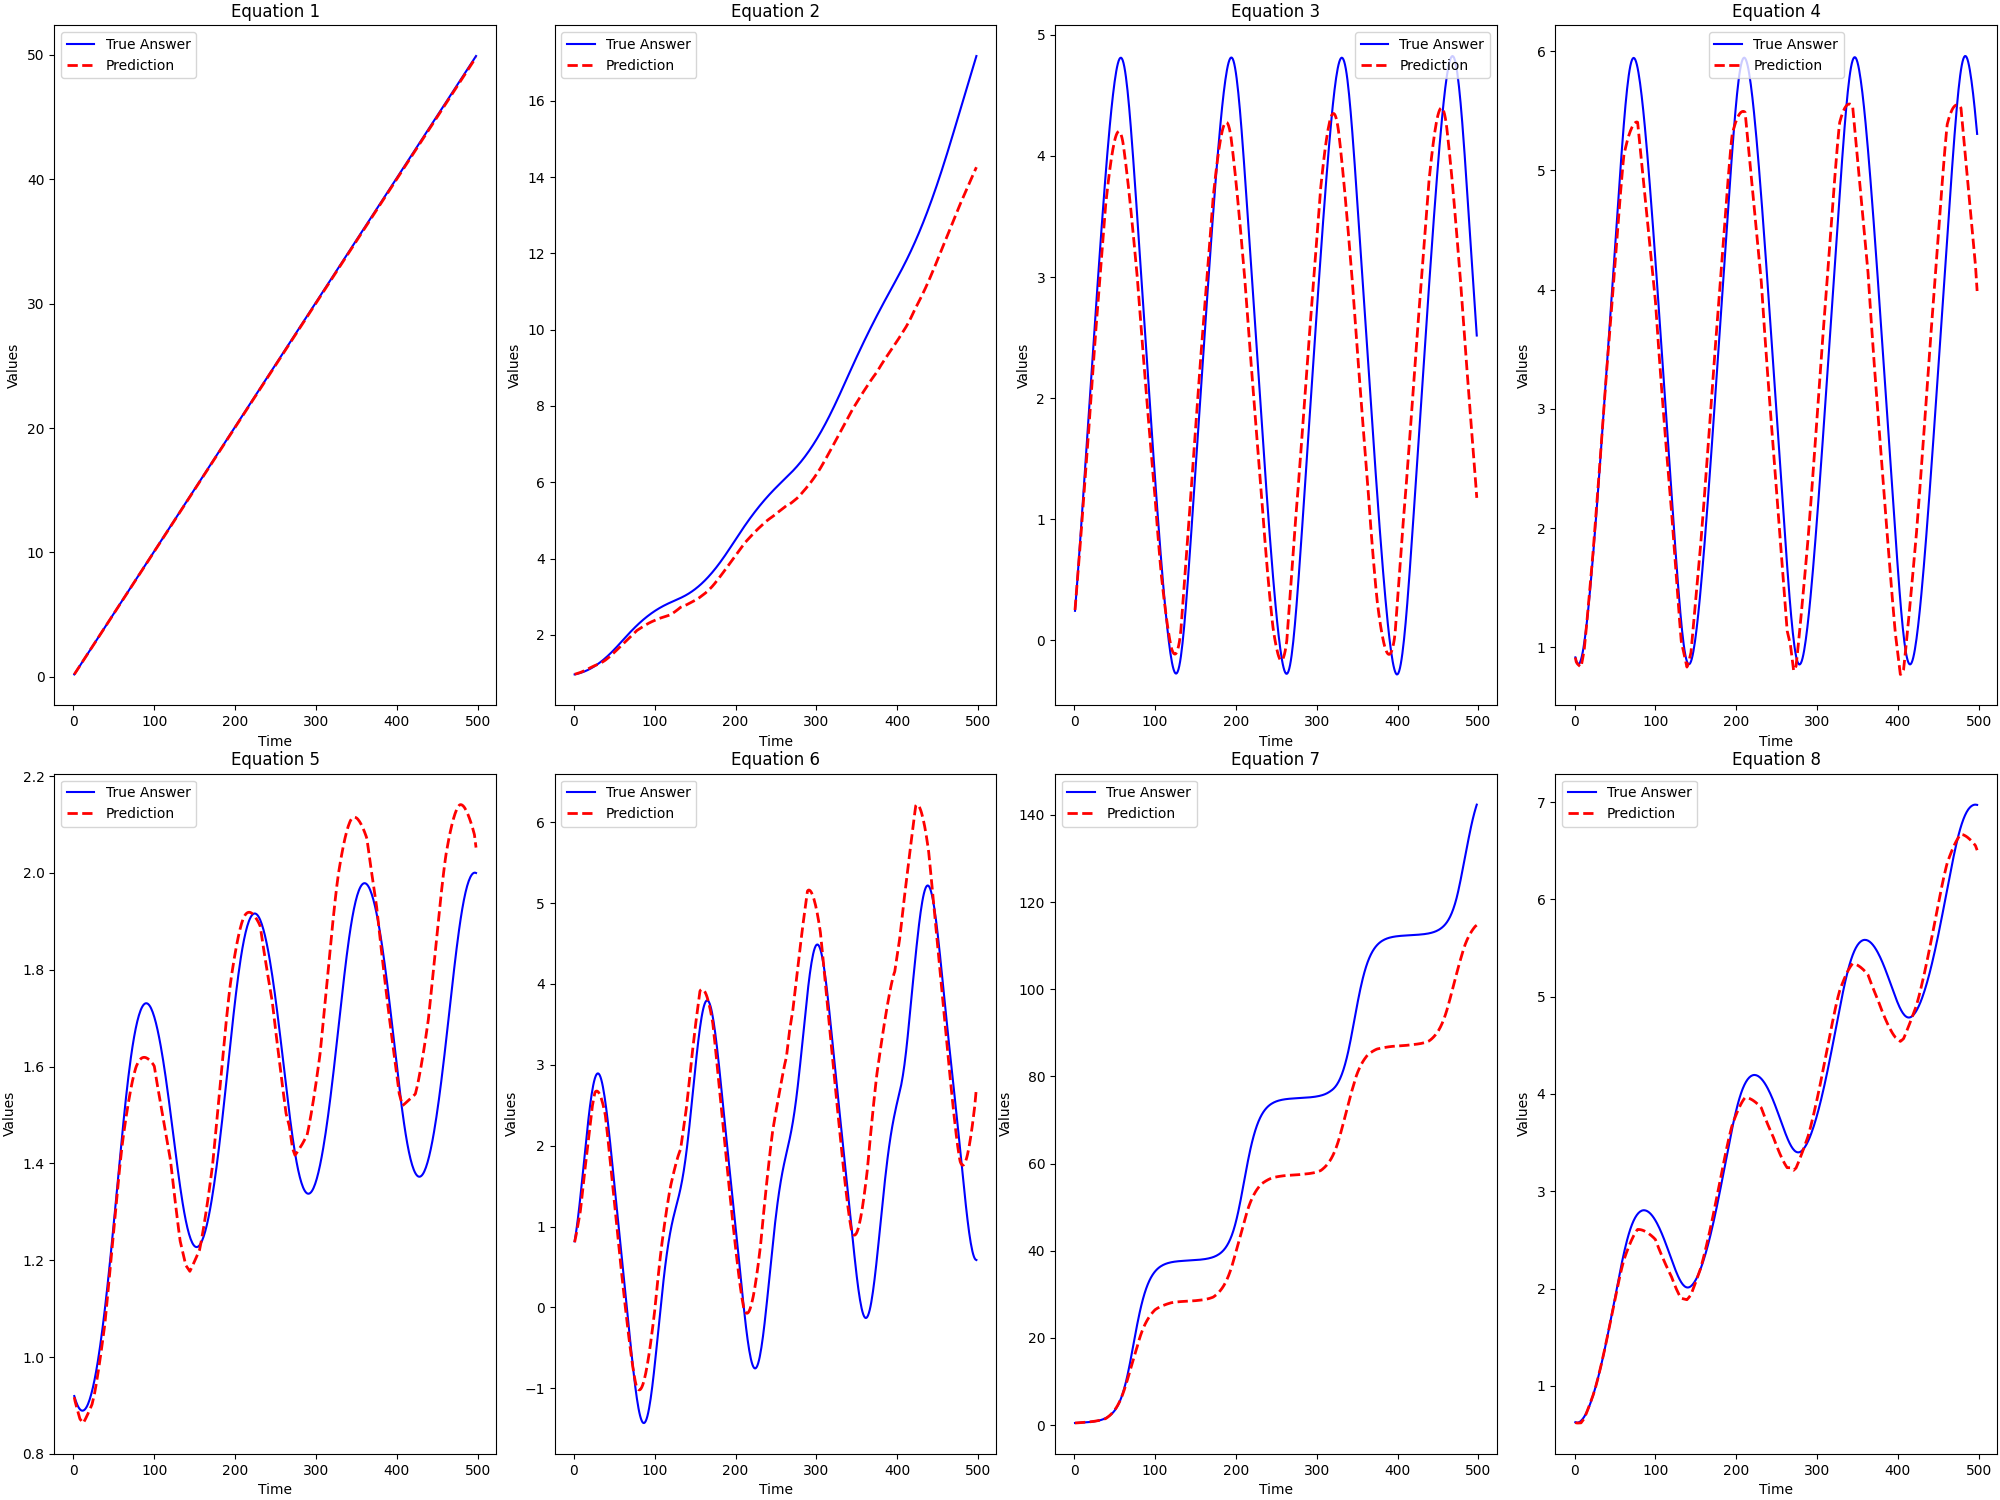 Equation 1
True Answer
Prediction
50
40
30
20
10
0
Values
0 100 200 300 400 500
Time
Equation 2
True Answer
Prediction
16
14
12
10
8
6
4
2
Values
0 100 200 300 400 500
Time
Equation 3
True Answer
Prediction
5
4
3
2
1
0
Values
0 100 200 300 400 500
Time
Equation 4
True Answer
Prediction
6
5
4
3
2
1
Values
0 100 200 300 400 500
Time
Equation 5
True Answer
Prediction
2.2
2.0
1.8
1.6
1.4
1.2
1.0
0.8
Values
0 100 200 300 400 500
Time
Equation 6
True Answer
Prediction
6
5
4
3
2
1
0
−1
Values
0 100 200 300 400 500
Time
Equation 7
True Answer
Prediction
140
120
100
80
60
40
20
0
Values
0 100 200 300 400 500
Time
Equation 8
True Answer
Prediction
7
6
5
4
3
2
1
Values
0 100 200 300 400 500
Time